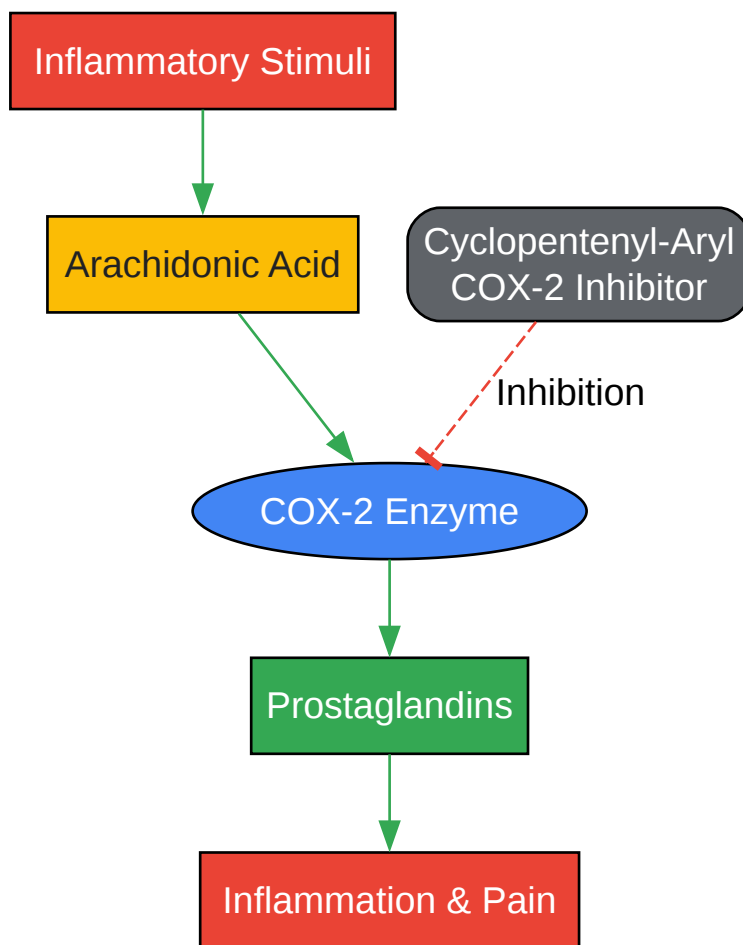 Inflammatory Stimuli
Arachidonic Acid
Cyclopentenyl-Aryl
COX-2 Inhibitor
Inhibition
COX-2 Enzyme
Prostaglandins
Inflammation & Pain